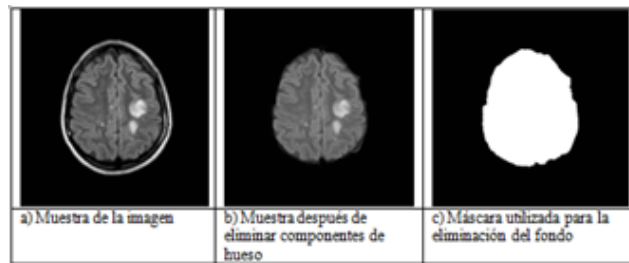 a) Muestra de la imagen
b) Muestra después de
eliminar componentes de
hueso
c) Máscara utilizada para la
eliminación del fondo